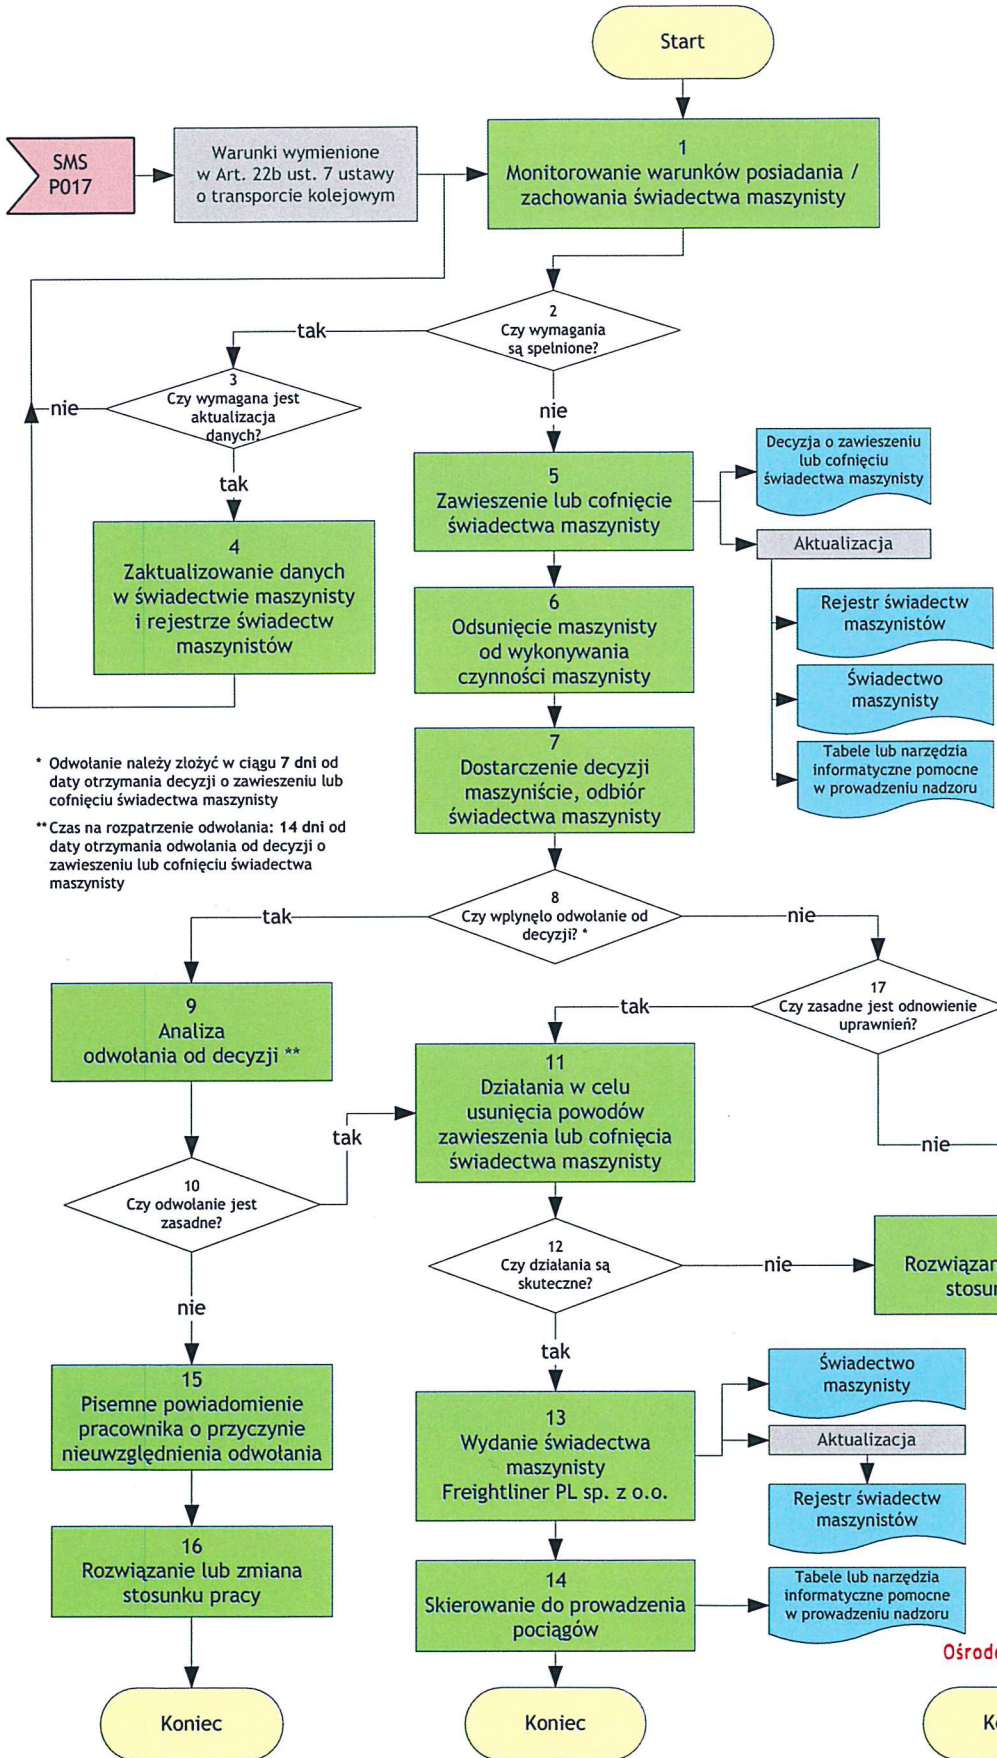 Start
SMS
P017
Warunki wymienione
w Art. 22b ust. 7 ustawy
o transporcie kolejowym
1
Monitorowanie warunków posiadania /
zachowania świadectwa maszynisty
2
Czy wymagania
są spełnione?
tak
3
Czy wymagana jest
aktualizacja
danych?
nie
nie
tak
4
Zaktualizowanie danych
w świadectwie maszynisty
i rejestrze świadectw
maszynistów
5
Zawieszenie lub cofnięcie
świadectwa maszynisty
Decyzja o zawieszeniu
lub cofnięciu
świadectwa maszynisty
Aktualizacja
Rejestr świadectw
maszynistów
Świadectwo
maszynisty
Tabele lub narzędzia
informatyczne pomocne
w prowadzeniu nadzoru
6
Odsunięcie maszynisty
od wykonywania
czynności maszynisty
7
Dostarczenie decyzji
maszyniście, odbiór
świadectwa maszynisty
* Odwołanie należy złożyć w ciągu 7 dni od
daty otrzymania decyzji o zawieszeniu lub
cofnięciu świadectwa maszynisty
** Czas na rozpatrzenie odwołania: 14 dni od
daty otrzymania odwołania od decyzji o
zawieszeniu lub cofnięciu świadectwa
maszynisty
8
Czy wpłynęło odwołanie od
decyzji? *
tak
nie
9
Analiza
odwołania od decyzji **
17
Czy zasadne jest odnowienie
uprawnień?
tak
nie
10
Czy odwołanie jest
zasadne?
tak
nie
11
Działania w celu
usunięcia powodów
zawieszenia lub cofnięcia
świadectwa maszynisty
12
Czy działania są
skuteczne?
nie
tak
15
Pisemne powiadomienie
pracownika o przyczynie
nieuwzględnienia odwołania
13
Wydanie świadectwa
maszynisty
Freightliner PL sp. z o.o.
Świadectwo
maszynisty
Aktualizacja
Rejestr świadectw
maszynistów
16
Rozwiązanie lub zmiana
stosunku pracy
14
Skierowanie do prowadzenia
pociągów
Tabele lub narzędzia
informatyczne pomocne
w prowadzeniu nadzoru
Koniec
Koniec